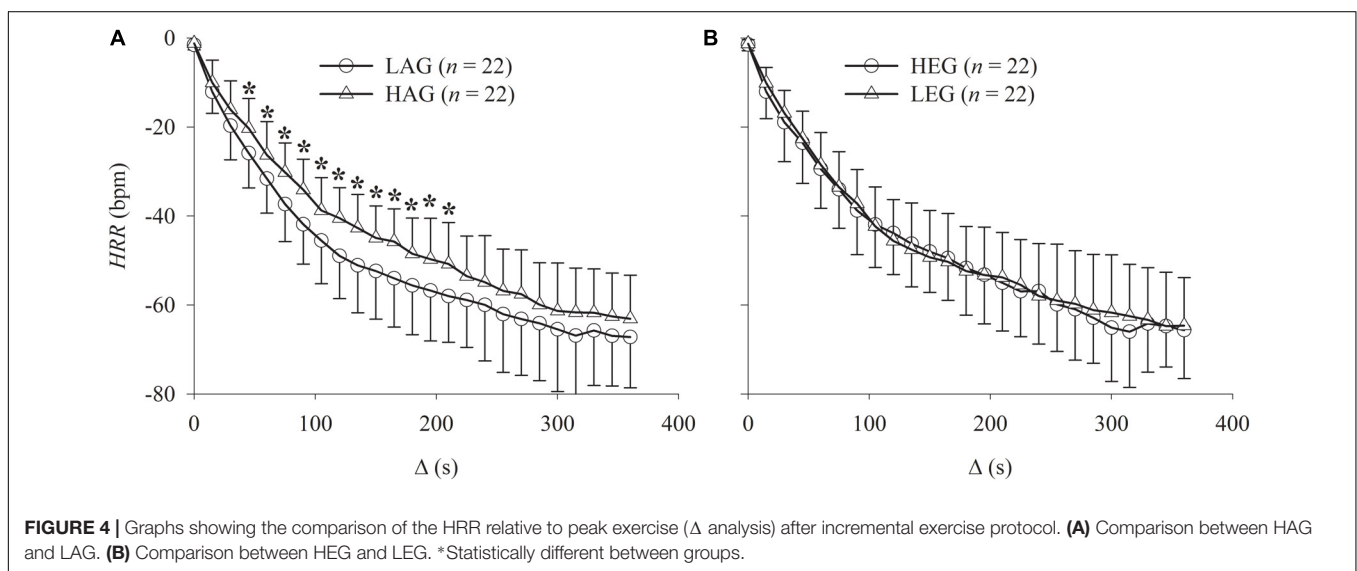 A
B
0
-20
-40
-60
-80
HRR (bpm)
LAG (n = 22)
HAG (n = 22)
* * * * * * * * * * * *
0 100 200 300 400
Δ (s)
HEG (n = 22)
LEG (n = 22)
0 100 200 300 400
Δ (s)
FIGURE 4 | Graphs showing the comparison of the HRR relative to peak exercise (Δ analysis) after incremental exercise protocol. (A) Comparison between HAG
and LAG. (B) Comparison between HEG and LEG. *Statistically different between groups.